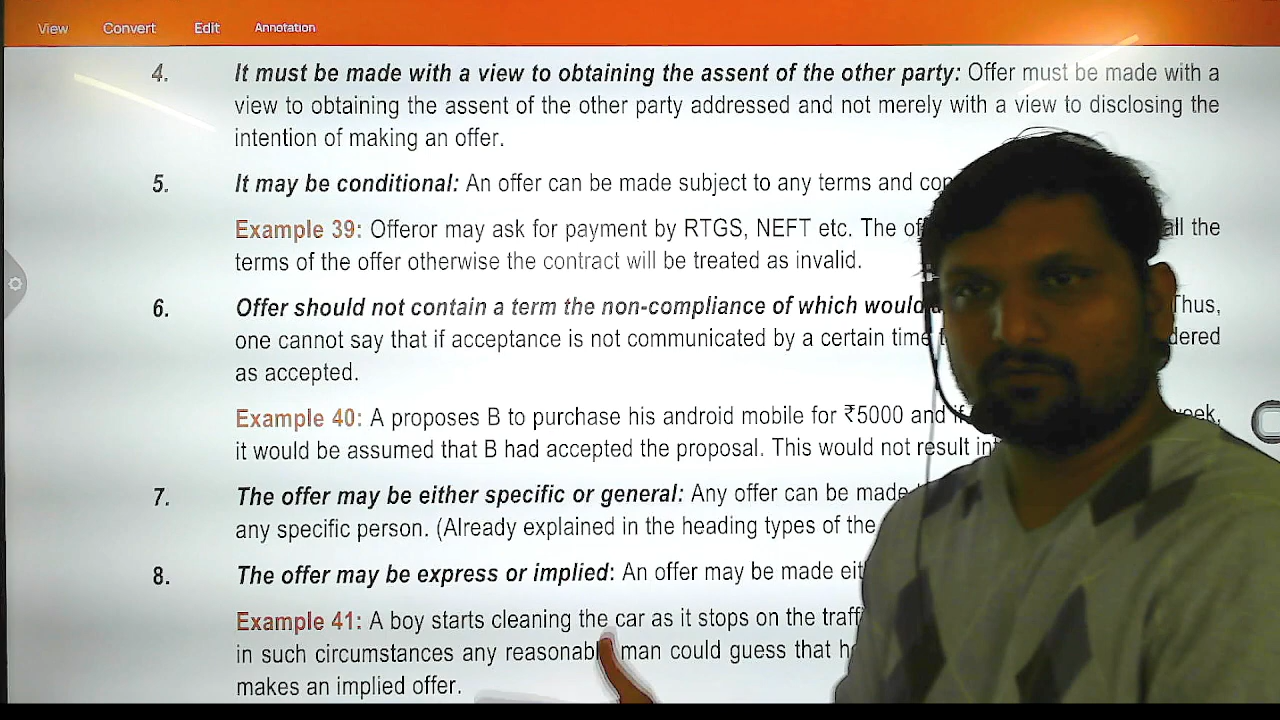 View Convert Edit Annotation
4. It must be made with a view to obtaining the assent of the other party: Offer must be made with a
view to obtaining the assent of the other party addressed and not merely with a view to disclosing the
intention of making an offer.
5. It may be conditional: An offer can be made subject to any terms and
Example 39: Offeror may ask for payment by RTGS, NEFT etc. The all the
terms of the offer otherwise the contract will be treated as invalid.
6. Offer should not contain a term the non-compliance of which would Thus,
one cannot say that if acceptance is not communicated by a certain time
as accepted.
Example 40: A proposes B to purchase his android mobile for ₹5000 and if
it would be assumed that B had accepted the proposal. This would not result
7. The offer may be either specific or general: Any offer can be made
any specific person. (Already explained in the heading types of the
8. The offer may be express or implied: An offer may be made
Example 41: A boy starts cleaning the car as it stops on the
in such circumstances any man could guess that
makes an implied offer.